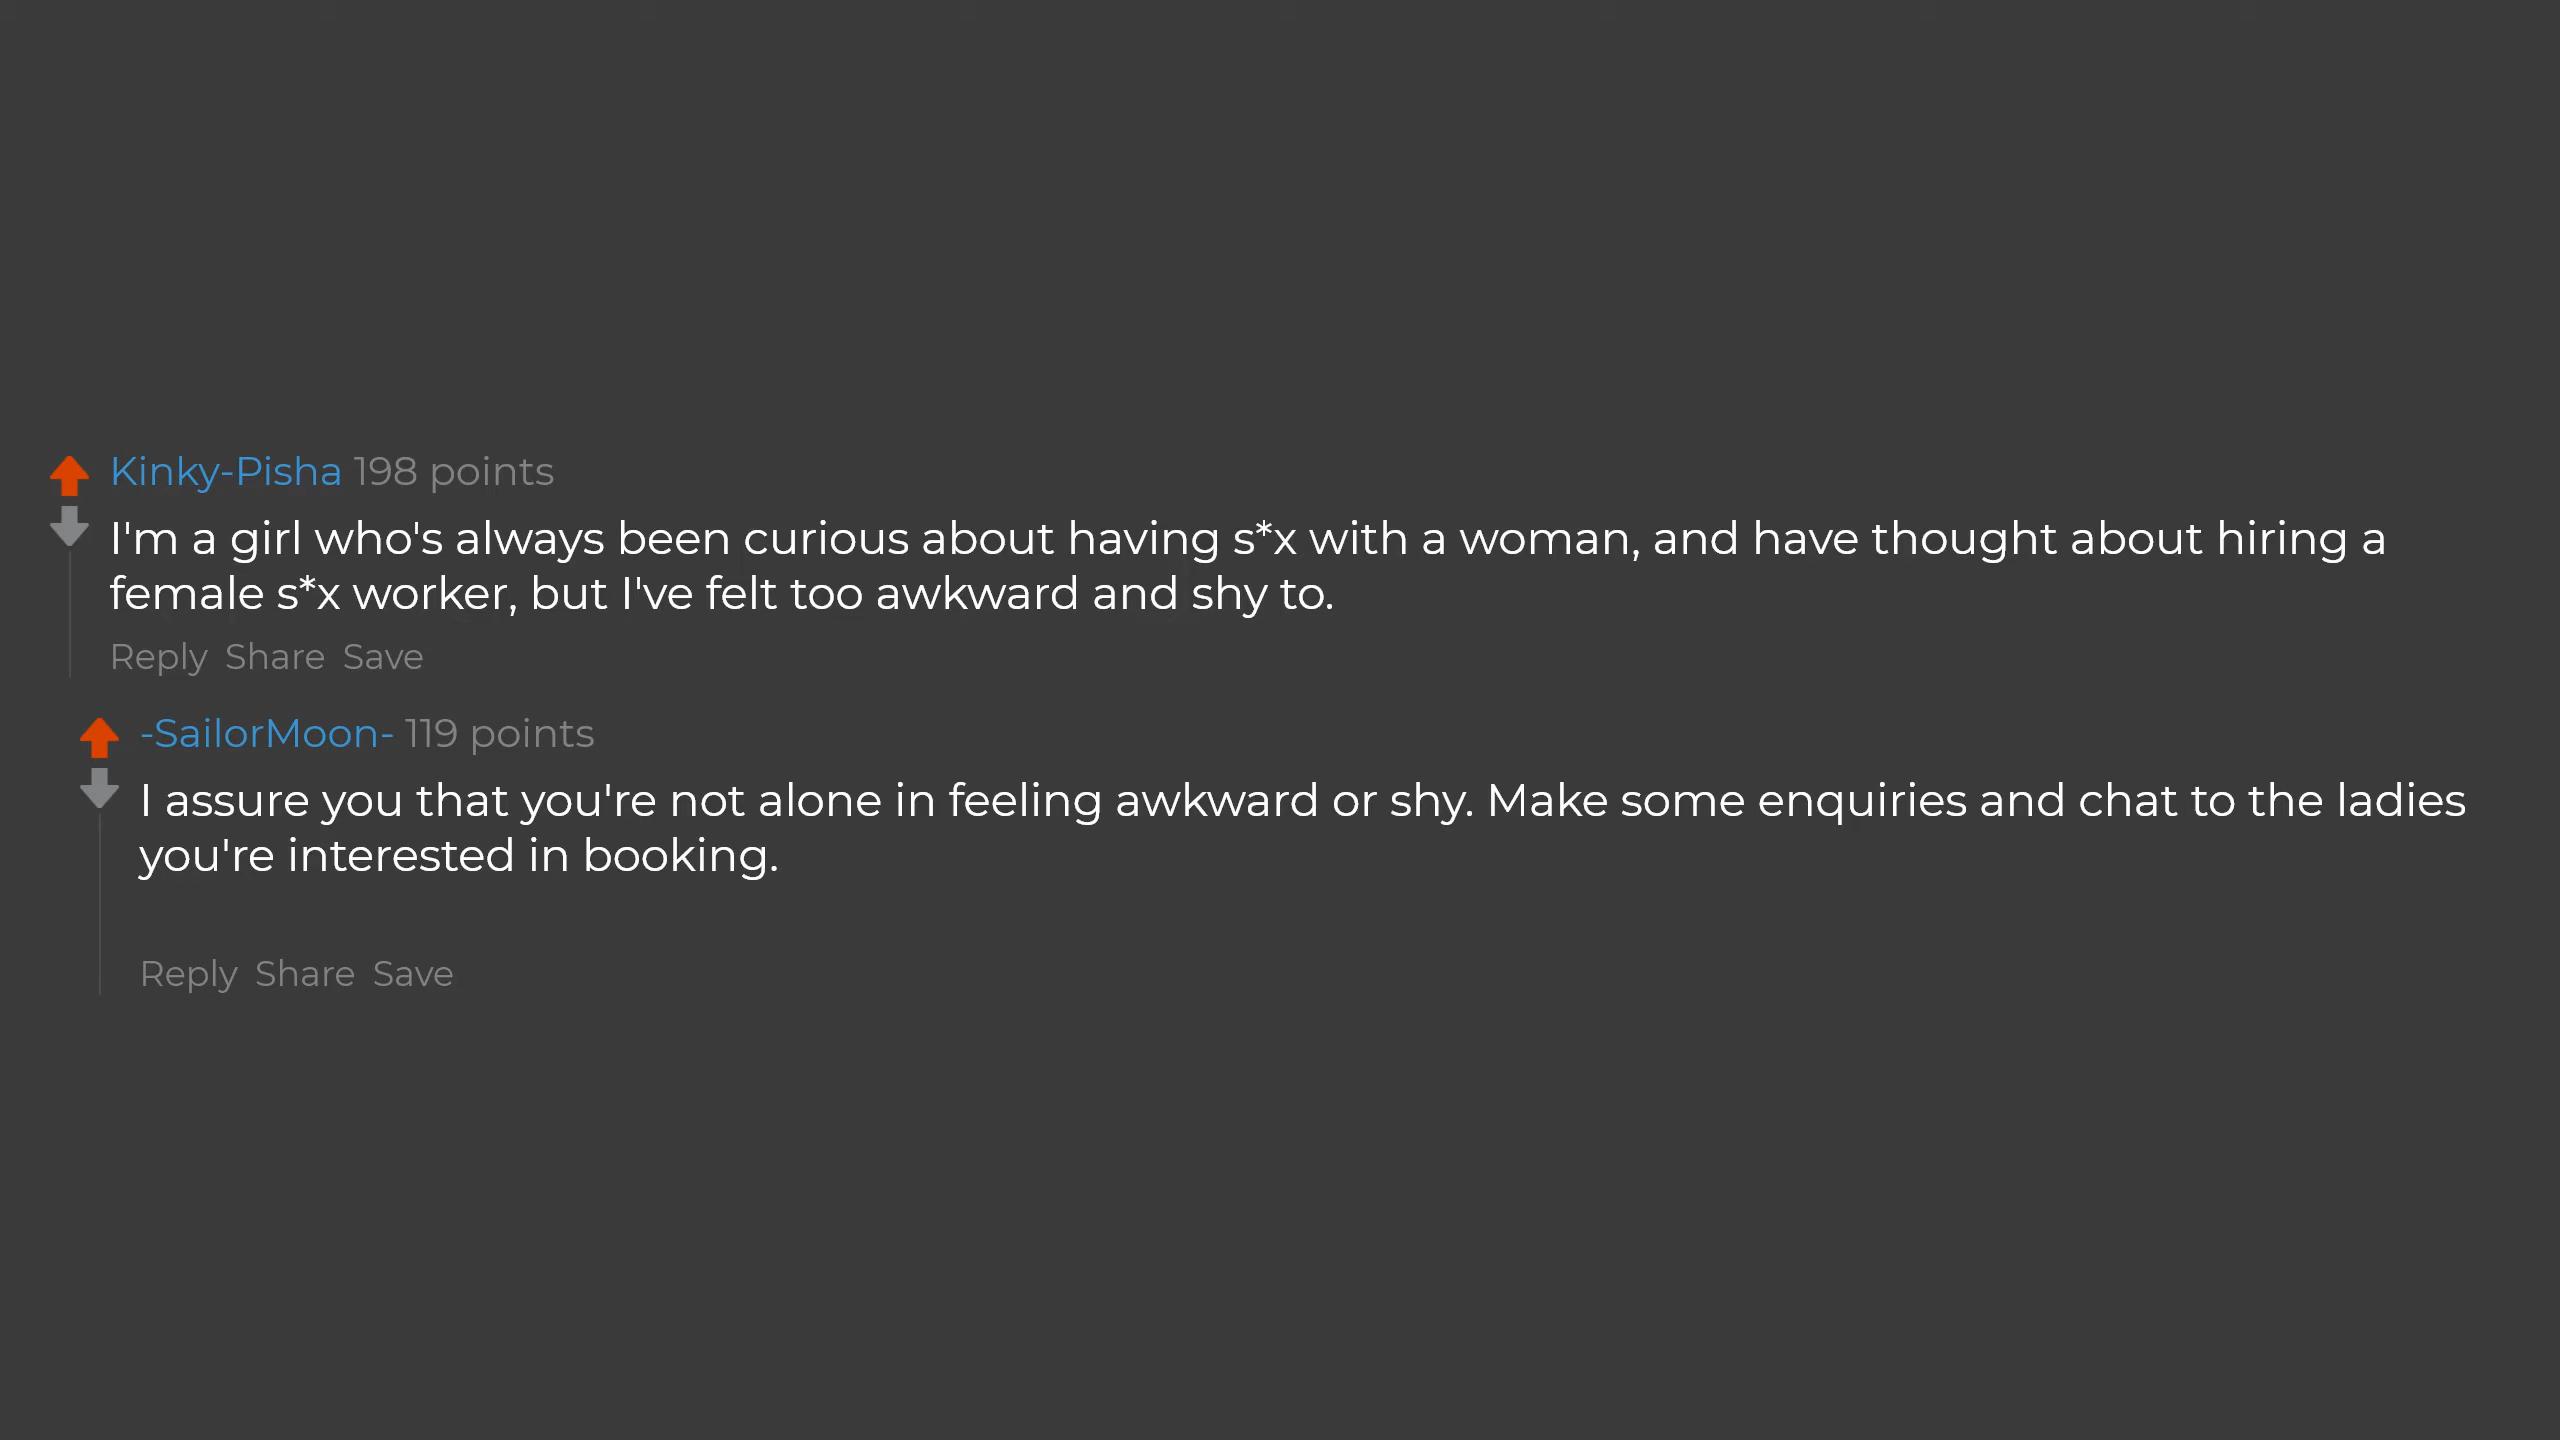 Kinky-Pisha 198 points
I'm a girl who's always been curious about having s*x with a woman, and have thought about hiring a
female s*x worker, but I've felt too awkward and shy to.
Reply Share Save
-SailorMoon- 119 points
I assure you that you're not alone in feeling awkward or shy. Make some enquiries and chat to the ladies
you're interested in booking.
Reply Share Save